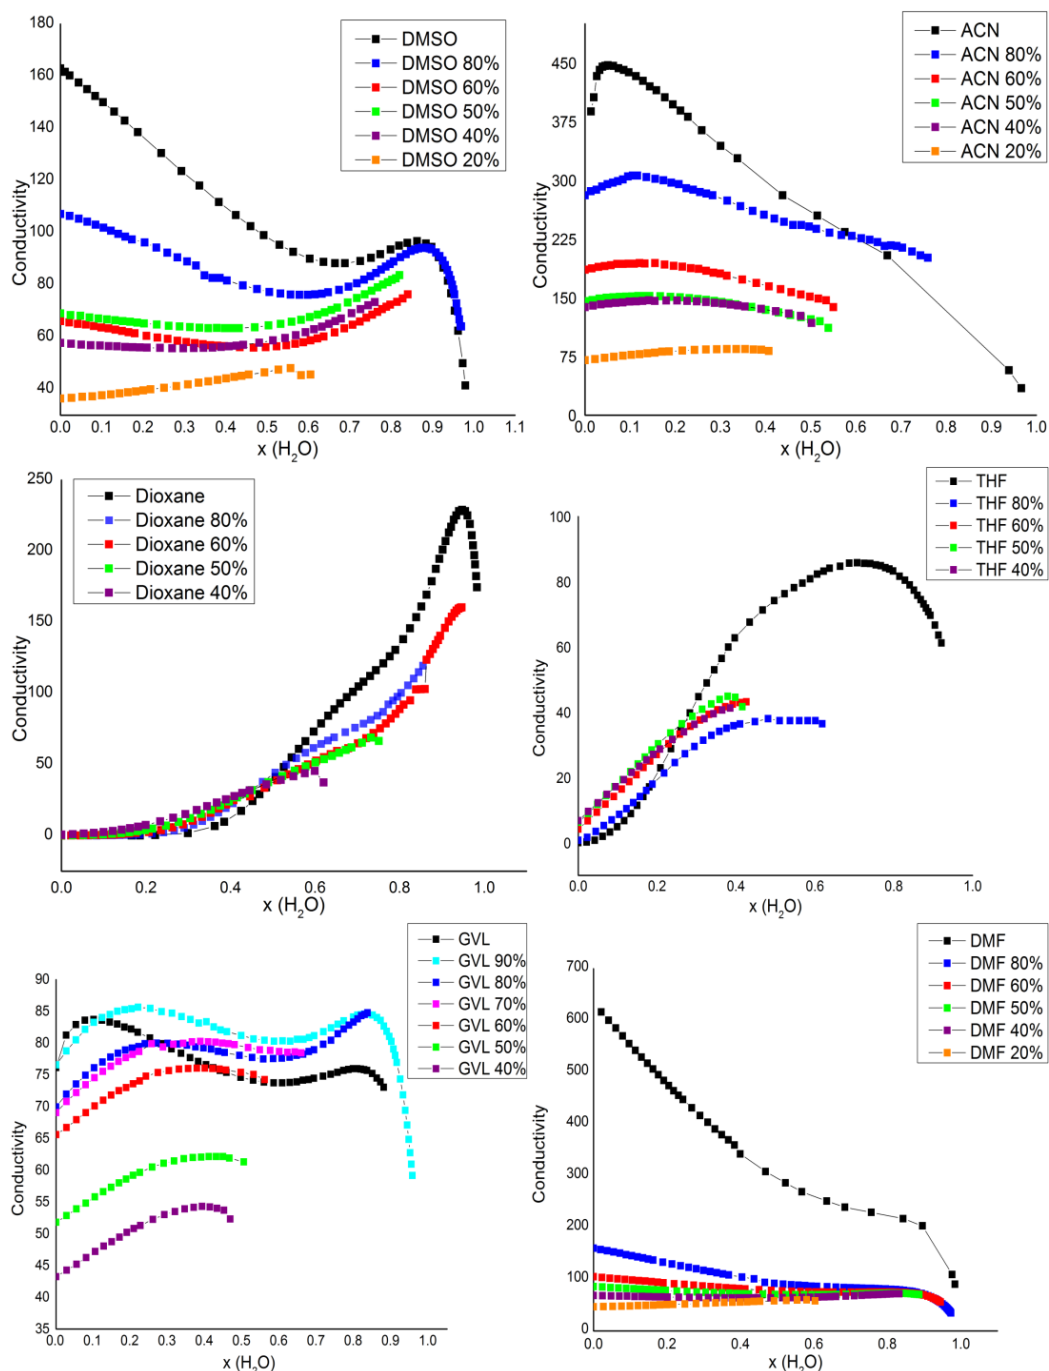 180
160
140
120
100
80
60
40
Conductivity
0.0 0.1 0.2 0.3 0.4 0.5 0.6 0.7 0.8 0.9 1.0 1.1
x (H₂O)
DMSO
DMSO 80%
DMSO 60%
DMSO 50%
DMSO 40%
DMSO 20%
450
375
300
225
150
75
0
Conductivity
0.0 0.1 0.2 0.3 0.4 0.5 0.6 0.7 0.8 0.9 1.0
x (H₂O)
ACN
ACN 80%
ACN 60%
ACN 50%
ACN 40%
ACN 20%
250
200
150
100
50
0
Conductivity
0.0 0.2 0.4 0.6 0.8 1.0
x (H₂O)
Dioxane
Dioxane 80%
Dioxane 60%
Dioxane 50%
Dioxane 40%
100
80
60
40
20
0
Conductivity
0.0 0.2 0.4 0.6 0.8 1.0
x (H₂O)
THF
THF 80%
THF 60%
THF 50%
THF 40%
90
85
80
75
70
65
60
55
50
45
40
35
Conductivity
0.0 0.1 0.2 0.3 0.4 0.5 0.6 0.7 0.8 0.9 1.0
x (H₂O)
GVL
GVL 90%
GVL 80%
GVL 70%
GVL 60%
GVL 50%
GVL 40%
700
600
500
400
300
200
100
0
Conductivity
0.0 0.2 0.4 0.6 0.8 1.0
x (H₂O)
DMF
DMF 80%
DMF 60%
DMF 50%
DMF 40%
DMF 20%